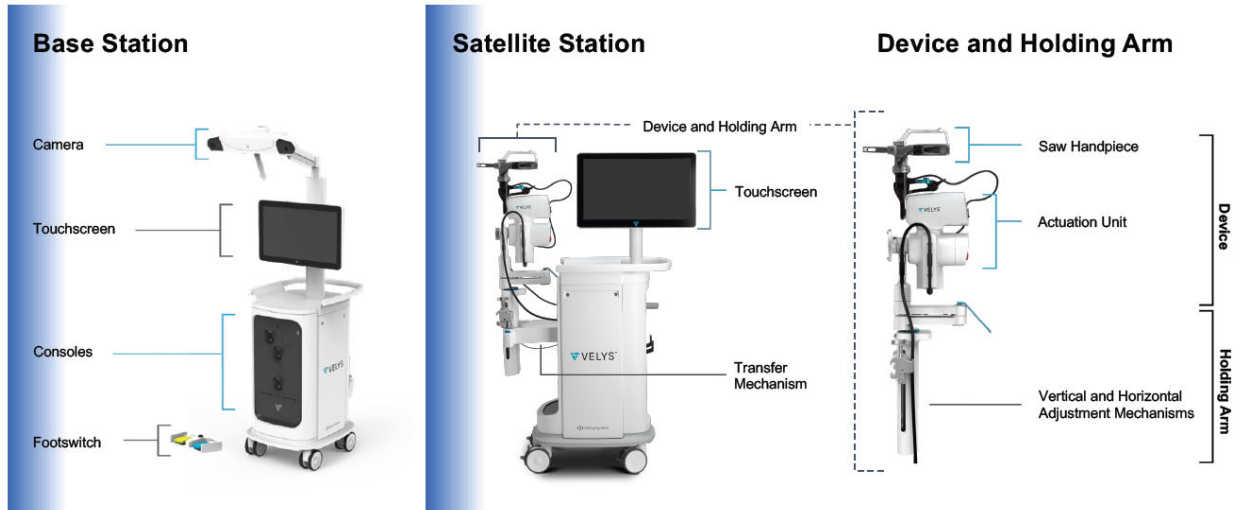 Base Station
Camera
Touchscreen
Consoles
Footswitch
VELYS
Satellite Station
Device and Holding Arm
Touchscreen
VELYS
VELYS™
Transfer
Mechanism
Device and Holding Arm
Saw Handpiece
Actuation Unit
VELYS
Vertical and Horizontal
Adjustment Mechanisms
Device
Holding Arm